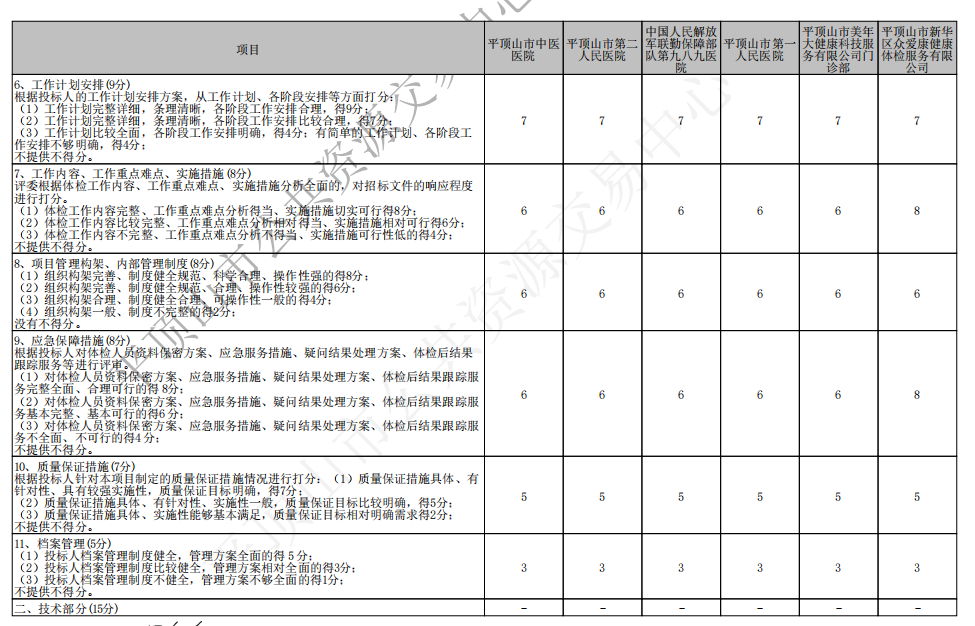 项目
平顶山市中医
医院
平顶山市第二
人民医院
中国人民解放
军联勤保障部
队第九八九医
院
平顶山市第一
人民医院
平顶山市美年
大健康科技服
务有限公司门
诊部
平顶山市新华
区众爱康健康
体检服务有限
公司
6、工作计划安排(9分)
根据投标人的工作计划安排方案，从工作计划、各阶段安排等方面打分：
（1）工作计划完整详细，条理清晰，各阶段工作安排合理，得9分；
（2）工作计划完整详细，条理清晰，各阶段工作安排比较合理，得7分；
（3）工作计划比较全面，各阶段工作安排明确，得4分；有简单的工作计划、各阶段工
作安排不够明确，得4分；
不提供不得分。
7 7 7 7 7 7
7、工作内容、工作重点难点、实施措施(8分)
评委根据体检工作内容、工作重点难点、实施措施分析全面的，对招标文件的响应程度
进行打分。
（1）体检工作内容完整、工作重点难点分析得当、实施措施切实可行得8分；
（2）体检工作内容比较完整、工作重点难点分析相对得当、实施措施相对可行得6分；
（3）体检工作内容不完整、工作重点难点分析不得当、实施措施可行性低的得4分；
不提供不得分。
6 6 6 6 6 8
8、项目管理构架、内部管理制度(8分)
（1）组织构架完善、制度健全规范、科学合理、操作性强的得8分；
（2）组织构架完善、制度健全规范、合理、操作性较强的得6分；
（3）组织构架合理、制度健全合理、可操作性一般的得4分；
（4）组织构架一般、制度不完整的得2分；
没有不得分。
6 6 6 6 6 6
9、应急保障措施(8分)
根据投标人对体检人员资料保密方案、应急服务措施、疑问结果处理方案、体检后结果
跟踪服务等进行评审。
（1）对体检人员资料保密方案、应急服务措施、疑问结果处理方案、体检后结果跟踪服
务完整全面、合理可行的得 8分；
（2）对体检人员资料保密方案、应急服务措施、疑问结果处理方案、体检后结果跟踪服
务基本完整、基本可行的得6 分；
（3）对体检人员资料保密方案、应急服务措施、疑问结果处理方案、体检后结果跟踪服
务不全面、不可行的得4 分；
不提供不得分。
6 6 6 6 6 8
10、质量保证措施(7分)
根据投标人针对本项目制定的质量保证措施情况进行打分：（1）质量保证措施具体、有
针对性、具有较强实施性，质量保证目标明确，得7分；
（2）质量保证措施具体、有针对性、实施性一般，质量保证目标比较明确，得5分；
（3）质量保证措施具体、实施性能够基本满足，质量保证目标相对明确需求得2分；
不提供不得分。
5 5 5 5 5 5
11、档案管理(5分)
（1）投标人档案管理制度健全，管理方案全面的得 5 分；
（2）投标人档案管理制度比较健全，管理方案相对全面的得3分；
（3）投标人档案管理制度不健全，管理方案不够全面的得1分；
不提供不得分。
3 3 3 3 3 3
二、技术部分(15分)
－ － － － － －
平顶山市公共资源交易中心
平顶山市公共资源交易中心